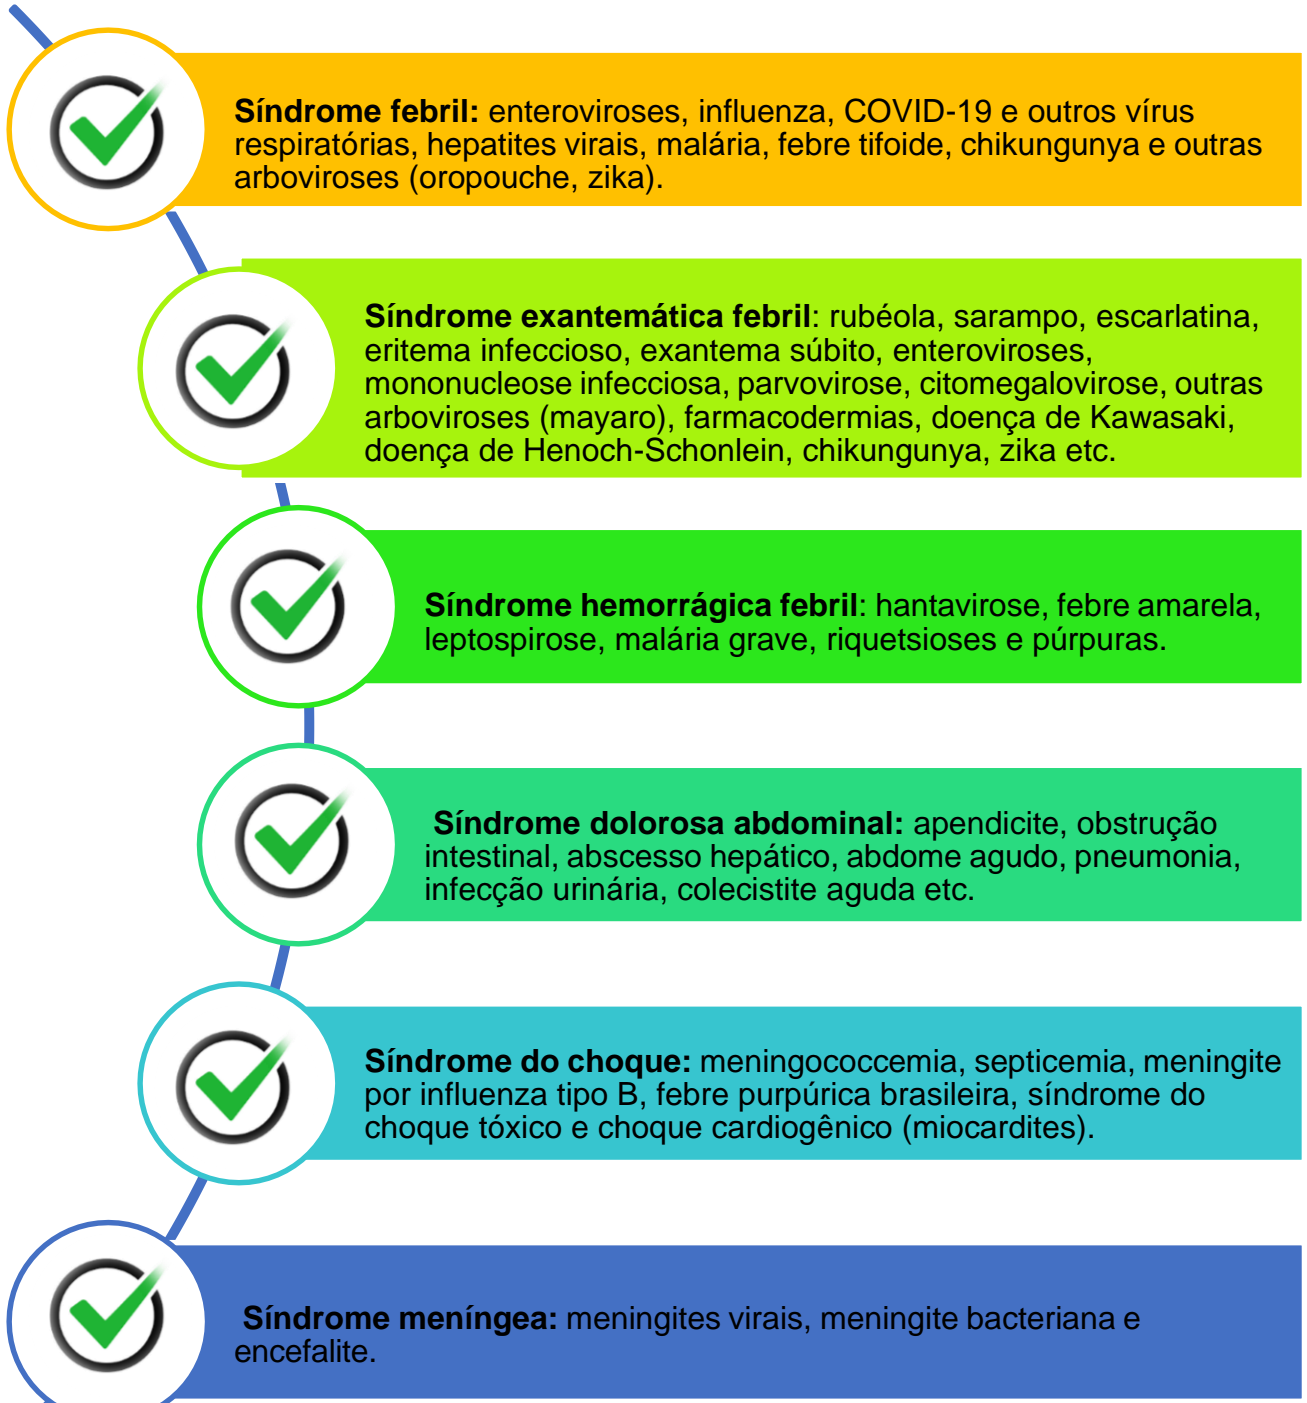 Síndrome febril: enteroviroses, influenza, COVID-19 e outros vírus
respiratórias, hepatites virais, malária, febre tifoide, chikungunya e outras
arboviroses (oropouche, zika).
Síndrome exantemática febril: rubéola, sarampo, escarlatina,
eritema infeccioso, exantema súbito, enteroviroses,
mononucleose infecciosa, parvovirose, citomegalovirose, outras
arboviroses (mayaro), farmacodermias, doença de Kawasaki,
doença de Henoch-Schonlein, chikungunya, zika etc.
Síndrome hemorrágica febril: hantavirose, febre amarela,
leptospirose, malária grave, riquetsioses e púrpuras.
Síndrome dolorosa abdominal: apendicite, obstrução
intestinal, abscesso hepático, abdome agudo, pneumonia,
infecção urinária, colecistite aguda etc.
Síndrome do choque: meningococcemia, septicemia, meningite
por influenza tipo B, febre purpúrica brasileira, síndrome do
choque tóxico e choque cardiogênico (miocardites).
Síndrome meníngea: meningites virais, meningite bacteriana e
encefalite.